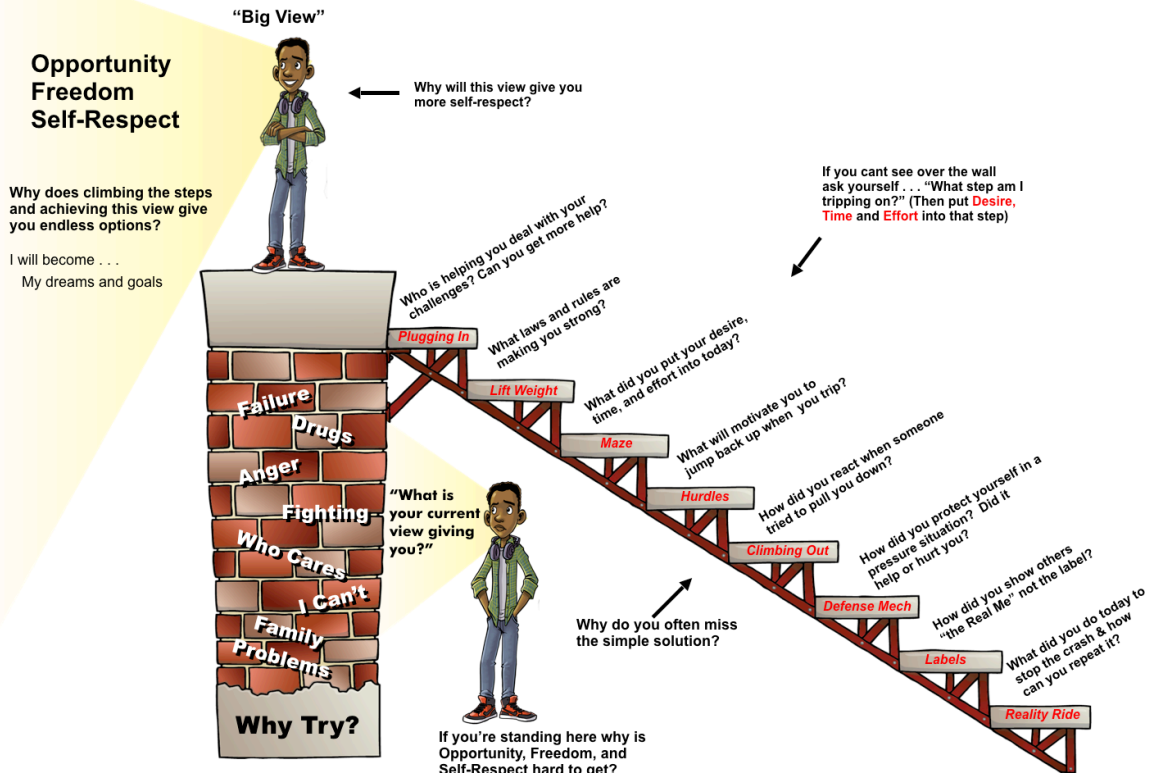 “Big View”
Opportunity
Freedom
Self-Respect
Why will this view give you
more self-respect?
Why does climbing the steps
and achieving this view give
you endless options?
I will become . . .
My dreams and goals
If you cant see over the wall
ask yourself . . . “What step am I
tripping on?” (Then put Desire,
Time and Effort into that step)
Who is helping you deal with your
challenges? Can you get more help?
Plugging In
What laws and rules are
making you strong?
Lift Weight
What did you put your desire,
time, and effort into today?
Maze
What will motivate you to
jump back up when you trip?
Hurdles
How did you react when someone
tried to pull you down?
Climbing Out
How did you protect yourself in a
pressure situation? Did it
help or hurt you?
Defense Mech
How did you show others
“the Real Me” not the label?
Labels
What did you do today to
stop the crash & how
can you repeat it?
Reality Ride
Failure
Drugs
Anger
Fighting
Who Cares
I Can’t
Family
Problems
Why Try?
“What is
your current
view giving
you?”
Why do you often miss
the simple solution?
If you’re standing here why is
Opportunity, Freedom, and
Self-Respect hard to get?